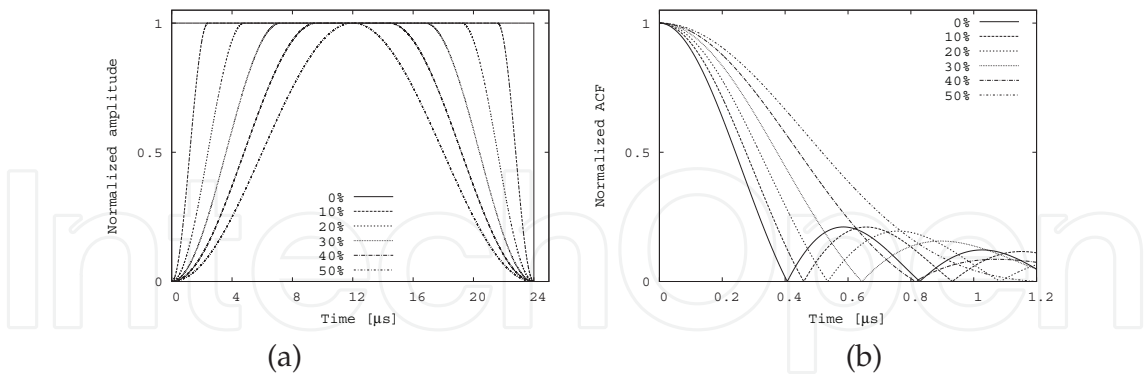 Normalized amplitude
1
0.5
0
0%
10%
20%
30%
40%
50%
0 4 8 12 16 20 24
Time [µs]
(a)
Normalized ACF
1
0.5
0
0%
10%
20%
30%
40%
50%
0 0.2 0.4 0.6 0.8 1 1.2
Time [µs]
(b)
IntechOpen